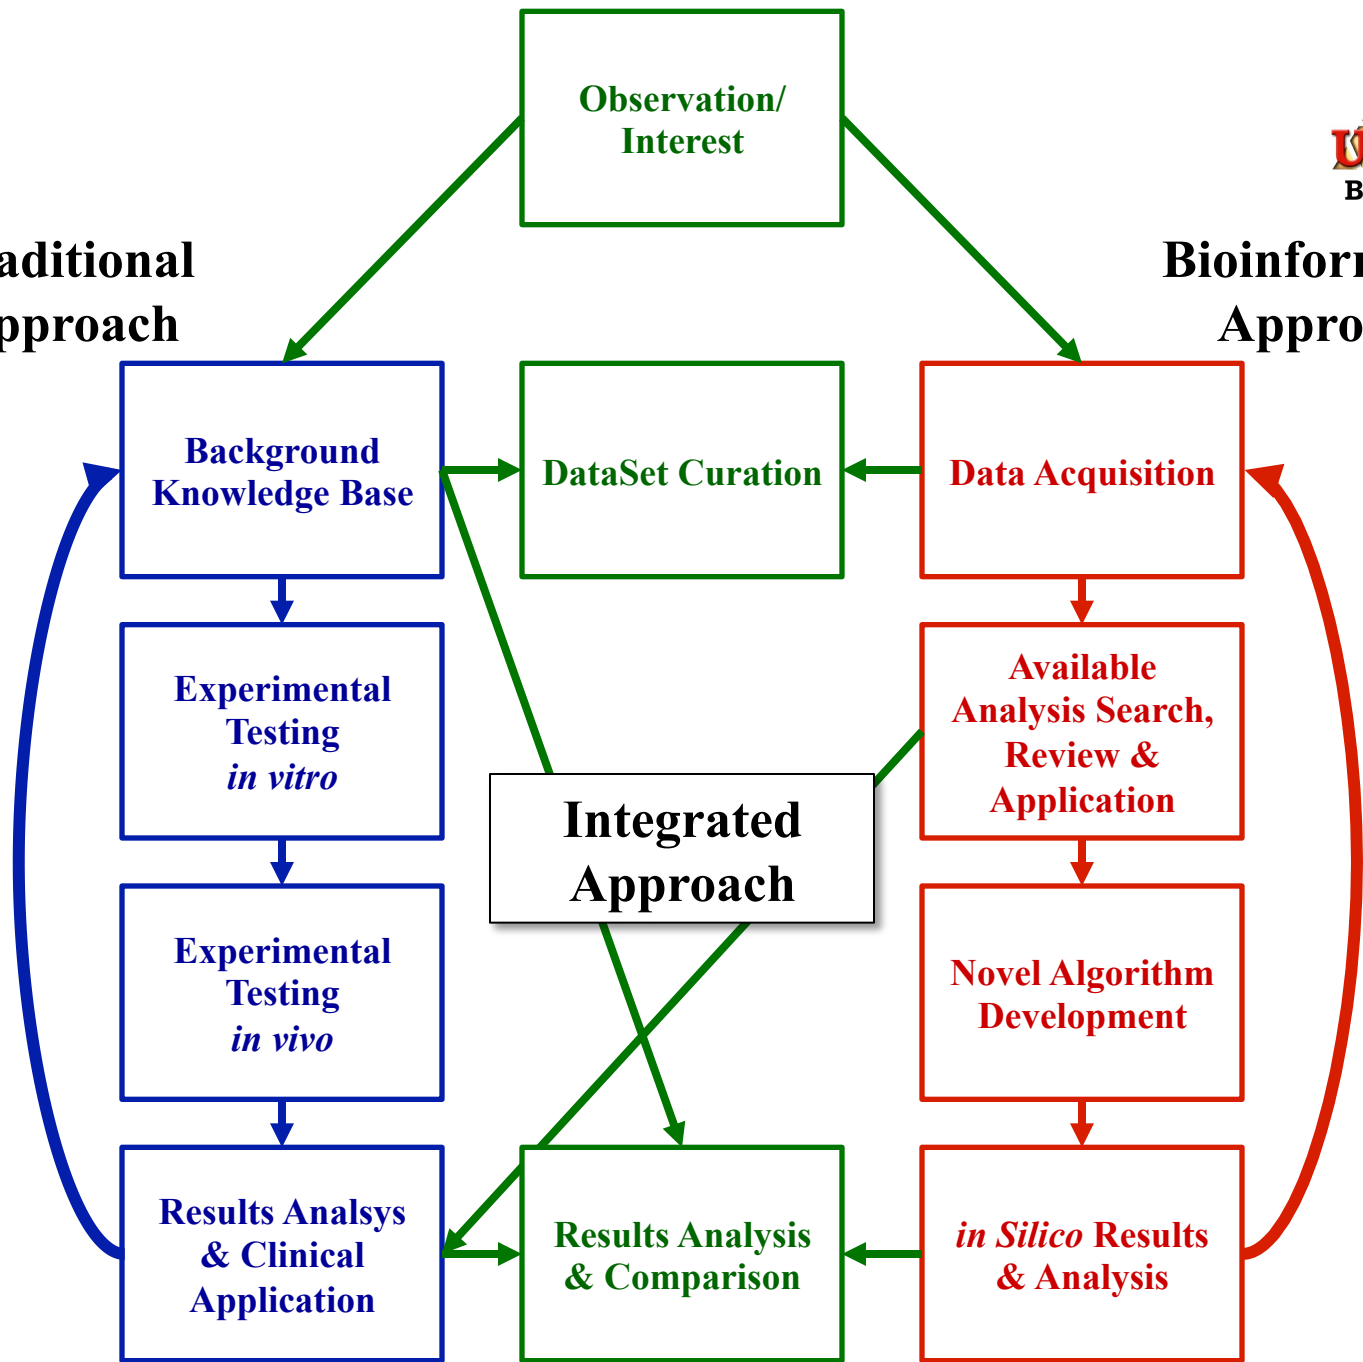 Observation/
Interest
U
B
aditional
pproach
Bioinfor
Appro
Background
Knowledge Base
DataSet Curation
Data Acquisition
Experimental
Testing
in vitro
Available
Analysis Search,
Review &
Application
Integrated
Approach
Experimental
Testing
in vivo
Novel Algorithm
Development
Results Analsys
& Clinical
Application
Results Analysis
& Comparison
in Silico Results
& Analysis